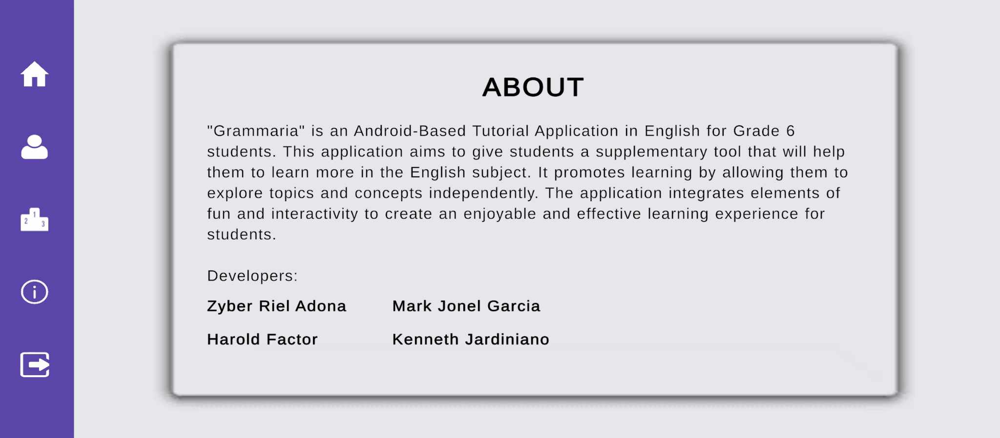 ABOUT
"Grammaria" is an Android-Based Tutorial Application in English for Grade 6
students. This application aims to give students a supplementary tool that will help
them to learn more in the English subject. It promotes learning by allowing them to
explore topics and concepts independently. The application integrates elements of
fun and interactivity to create an enjoyable and effective learning experience for
students.
Developers:
Zyber Riel Adona Mark Jonel Garcia
Harold Factor Kenneth Jardiniano
1
2 3